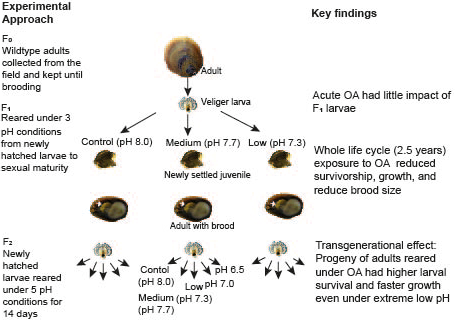 Experimental
Approach
Key findings
F₀
Wildtype adults
collected from the
field and kept until
brooding
Adult
Veliger larva
Acute OA had little impact of
F₁ larvae
F₁
Reared under 3
pH conditions
from newly
hatched larvae to
sexual maturity
Control (pH 8.0)
Medium (pH 7.7)
Low (pH 7.3)
Newly settled juvenile
Whole life cycle (2.5 years)
exposure to OA reduced
survivorship, growth, and
reduce brood size
Adult with brood
F₂
Newly
hatched
larvae reared
under 5 pH
conditions for
14 days
Contol
(pH 8.0)
Medium
(pH 7.7)
Low
(pH 7.3)
pH 7.0
pH 6.5
Transgenerational effect:
Progeny of adults reared
under OA had higher larval
survival and faster growth
even under extreme low pH